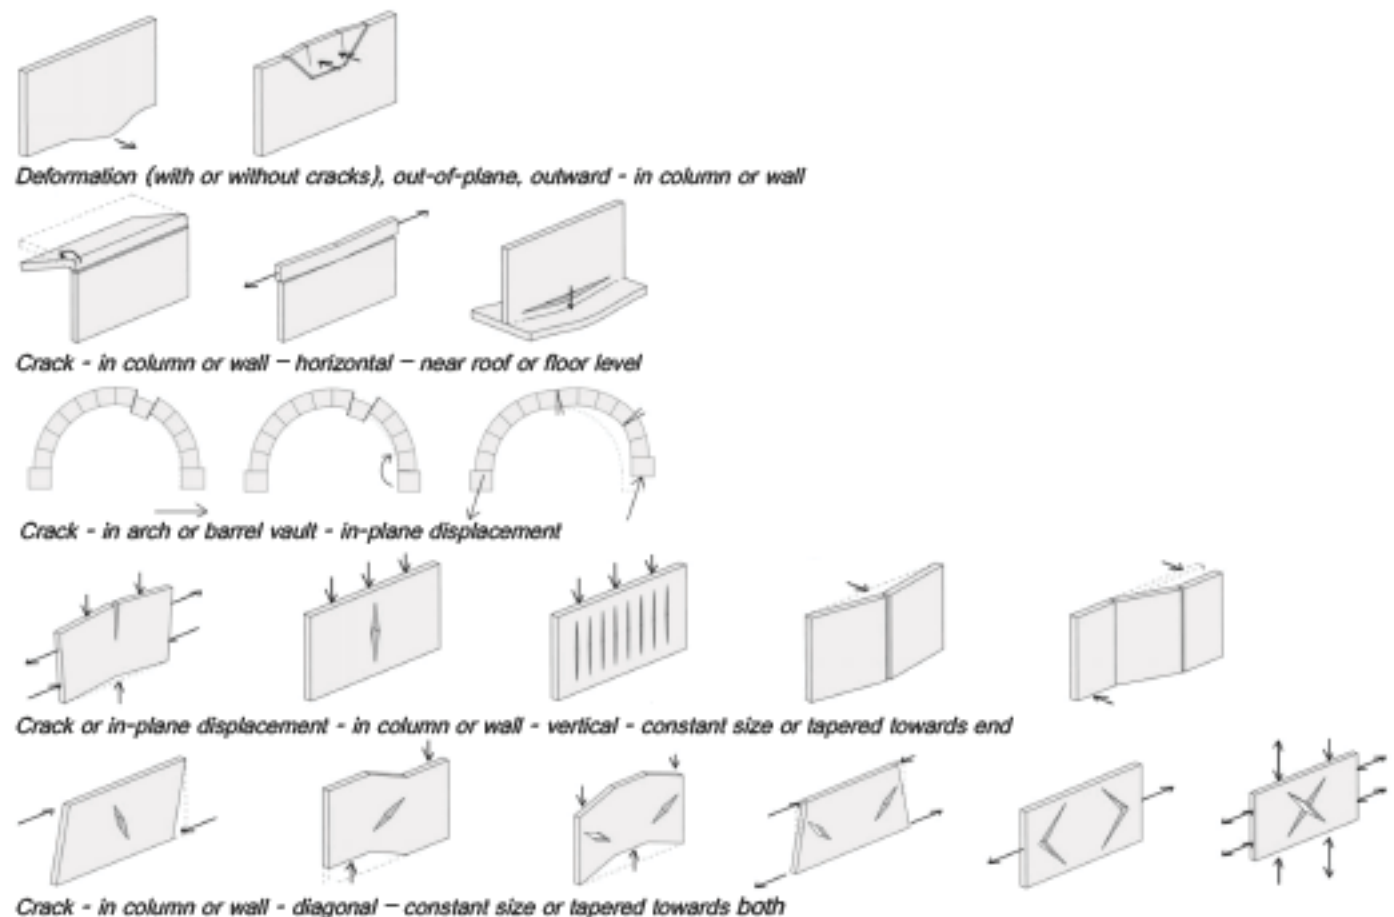 Deformation (with or without cracks), out-of-plane, outward - in column or wall
Crack - in column or wall – horizontal – near roof or floor level
Crack - in arch or barrel vault - in-plane displacement
Crack or in-plane displacement - in column or wall - vertical - constant size or tapered towards end
Crack - in column or wall - diagonal – constant size or tapered towards both